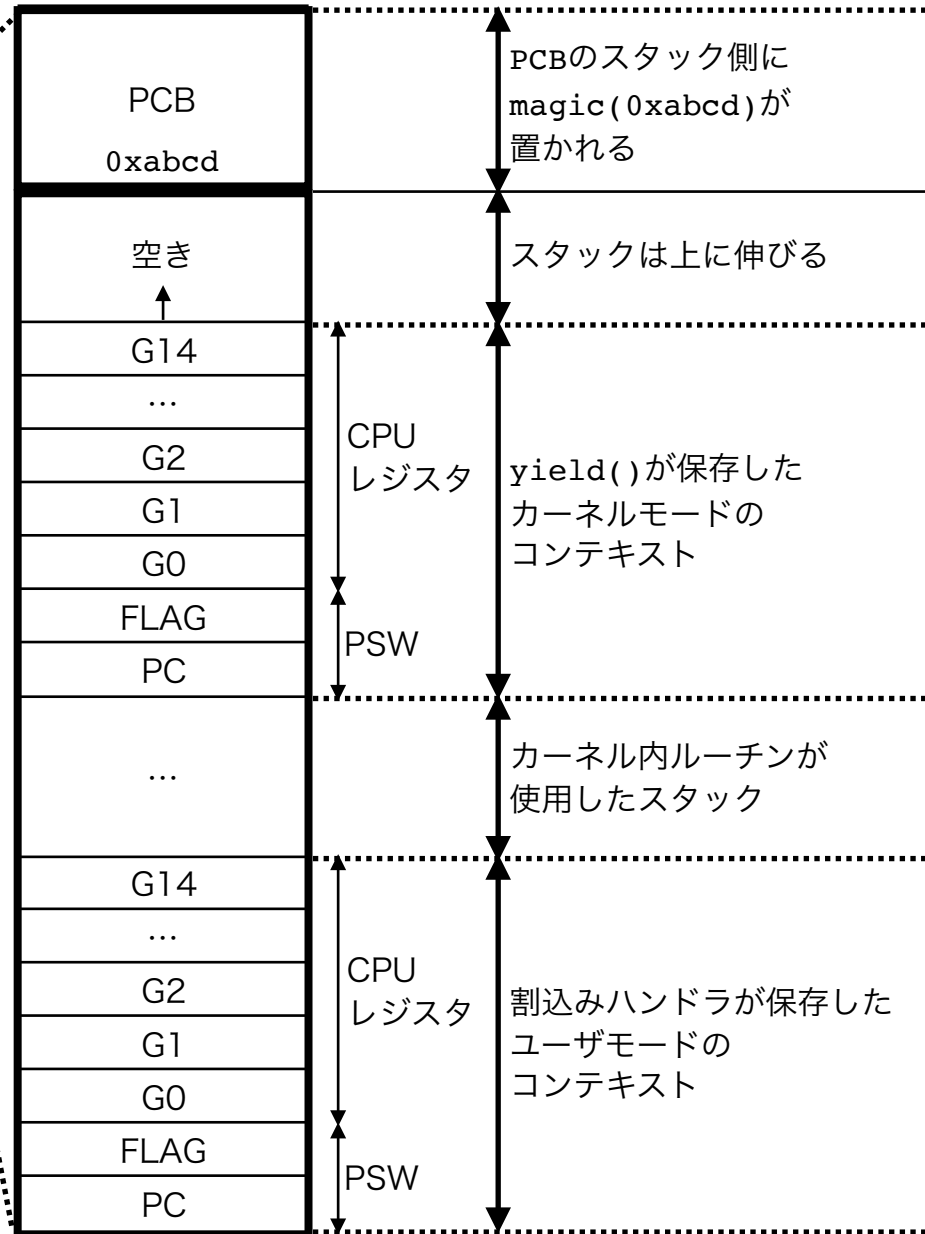 PCB
0xabcd
PCBのスタック側に
magic(0xabcd)が
置かれる
空き
スタックは上に伸びる
G14
…
G2
G1
G0
FLAG
PC
CPU
レジスタ
PSW
yield()が保存した
カーネルモードの
コンテキスト
…
カーネル内ルーチンが
使用したスタック
G14
…
G2
G1
G0
FLAG
PC
CPU
レジスタ
PSW
割込みハンドラが保存した
ユーザモードの
コンテキスト